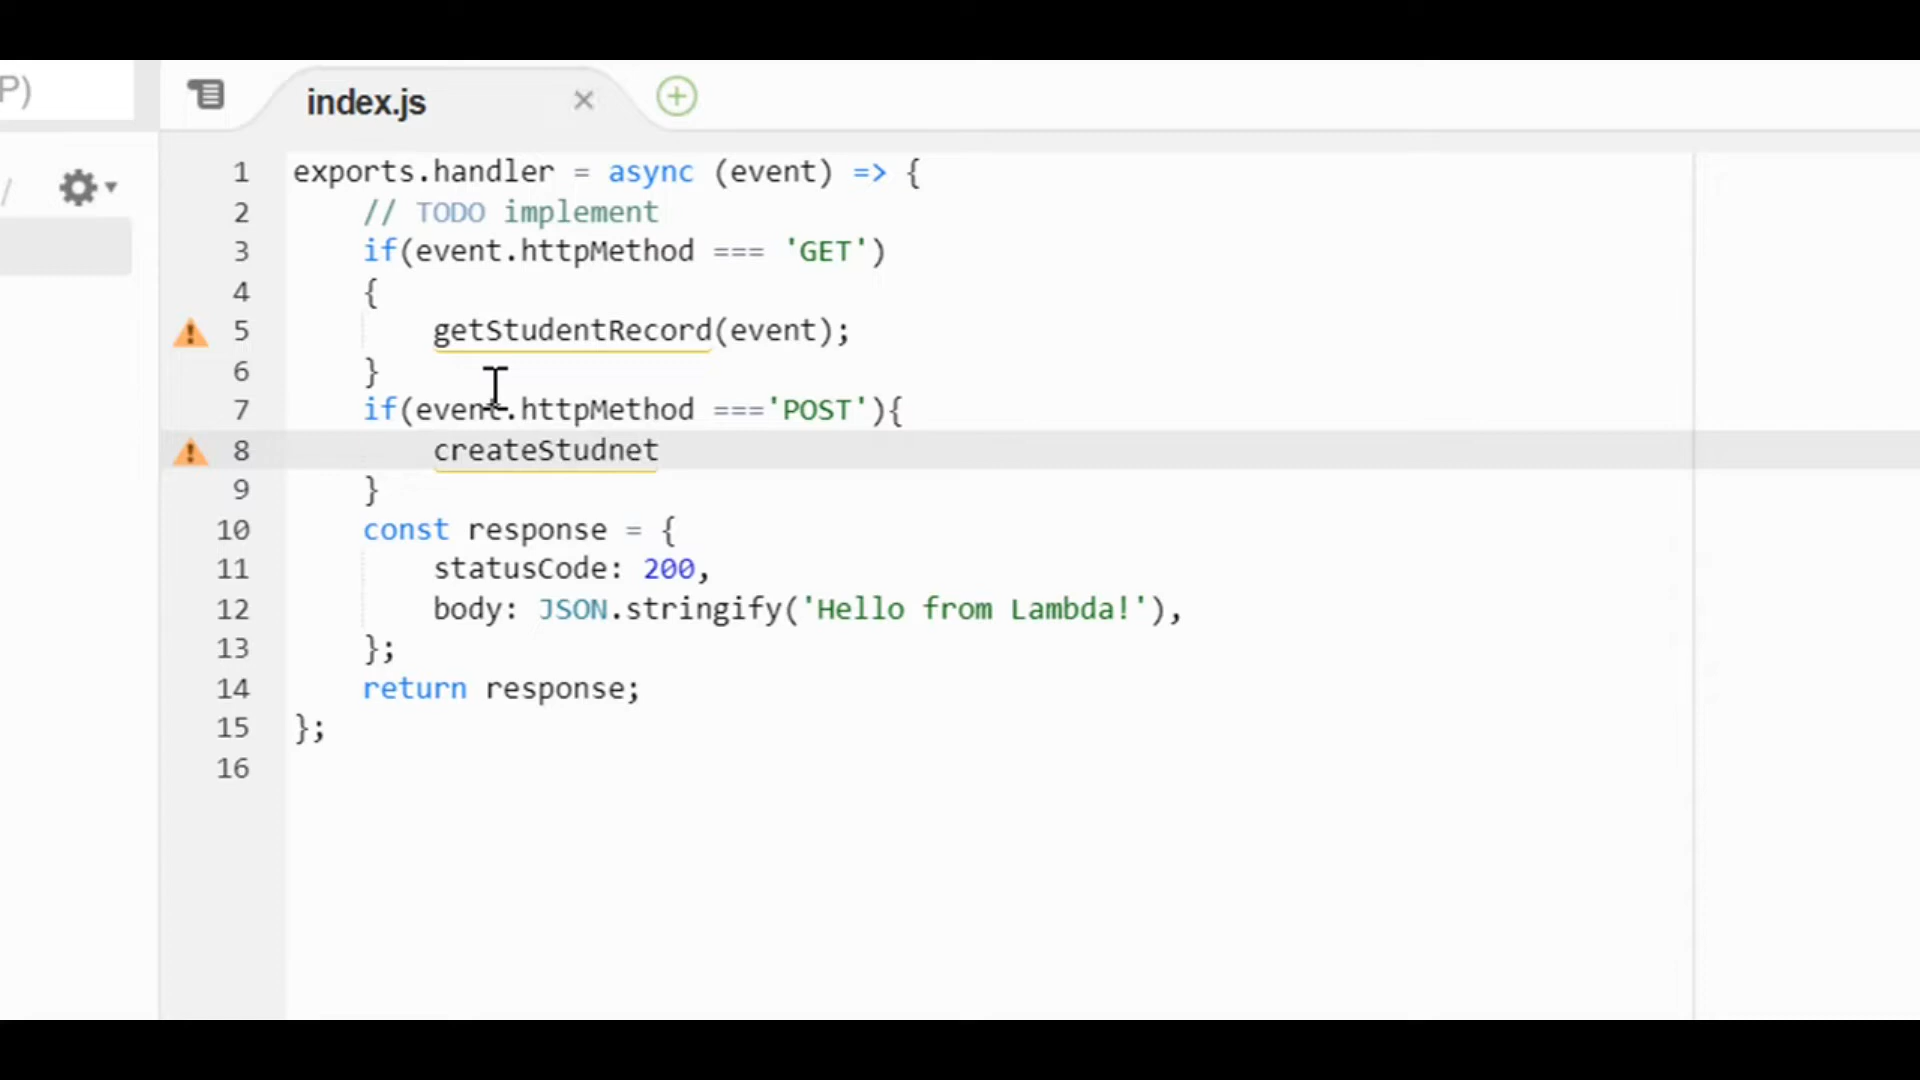 P)
index.js
/
1 exports.handler = async (event) => {
2 // TODO implement
3 if(event.httpMethod === 'GET')
4 {
5 getStudentRecord(event);
6 }
7 if(event.httpMethod ==='POST'){
8 createStudnet
9 }
10 const response = {
11 statusCode: 200,
12 body: JSON.stringify('Hello from Lambda!'),
13 };
14 return response;
15 };
16